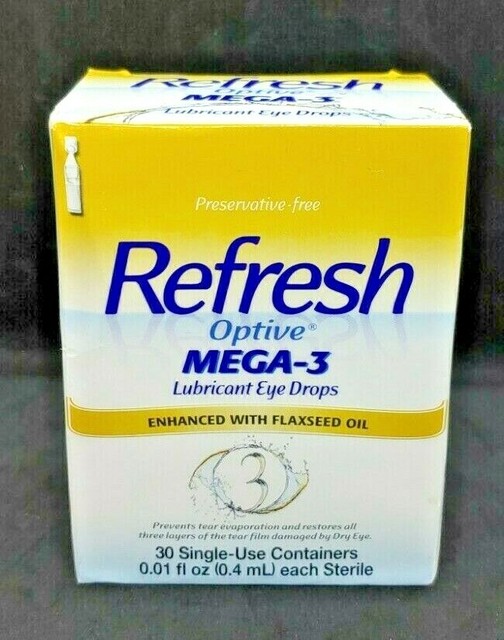 Refresh
Optive
MEGA-3
Lubricant Eye Drops
Preservative-free
Refresh
Optive®
MEGA-3
Lubricant Eye Drops
ENHANCED WITH FLAXSEED OIL
3
Prevents tear evaporation and restores all
three layers of the tear film damaged by Dry Eye.
30 Single-Use Containers
0.01 fl oz (0.4 mL) each Sterile